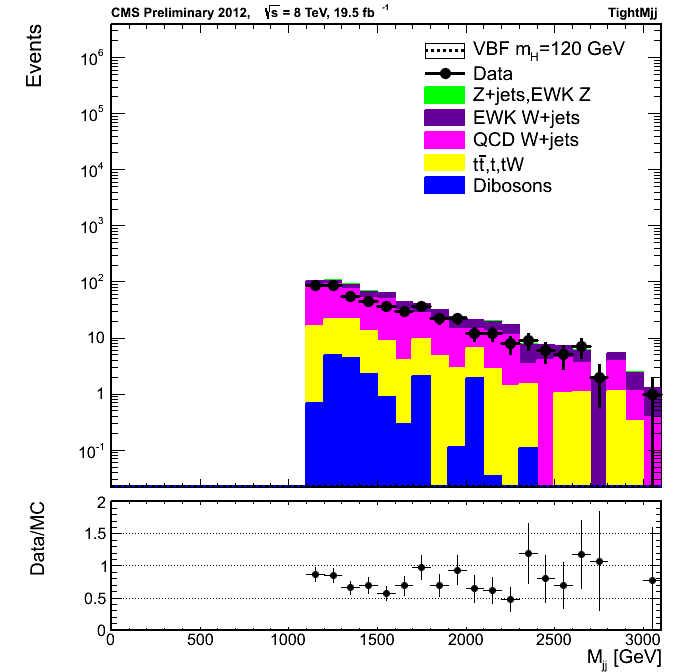 CMS Preliminary 2012, √s = 8 TeV, 19.5 fb⁻¹ TightMjj
Events
10⁶
10⁵
10⁴
10³
10²
10
1
10⁻¹
VBF m_H=120 GeV
Data
Z+jets,EWK Z
EWK W+jets
QCD W+jets
tt̄,t,tW
Dibosons
Data/MC
2
1.5
1
0.5
0
0 500 1000 1500 2000 2500 3000
M_jj [GeV]